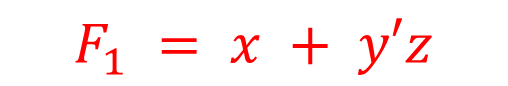 F₁ = x + y′z